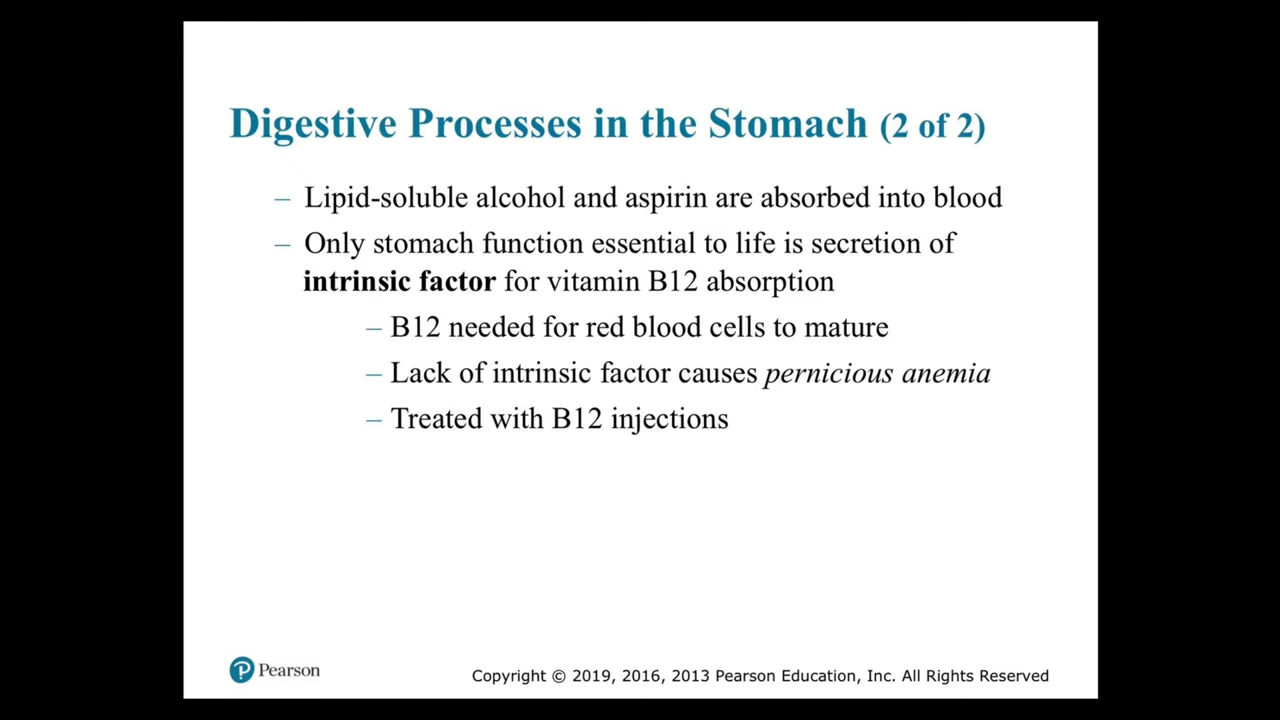 Digestive Processes in the Stomach (2 of 2)
– Lipid-soluble alcohol and aspirin are absorbed into blood
– Only stomach function essential to life is secretion of
intrinsic factor for vitamin B12 absorption
– B12 needed for red blood cells to mature
– Lack of intrinsic factor causes pernicious anemia
– Treated with B12 injections
P Pearson
Copyright © 2019, 2016, 2013 Pearson Education, Inc. All Rights Reserved